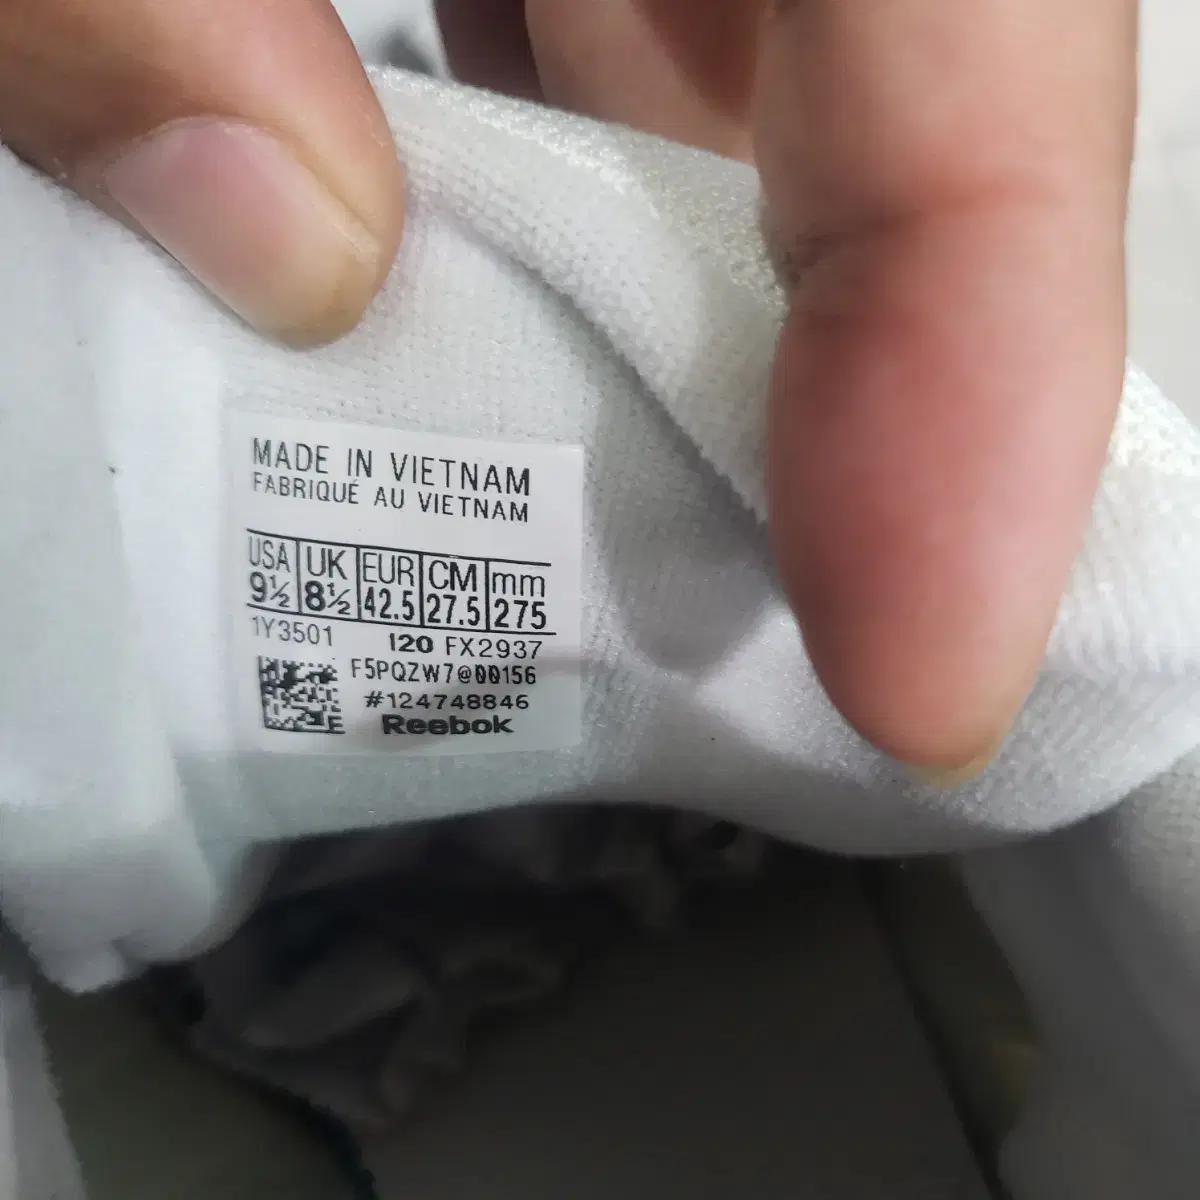 MADE IN VIETNAM
FABRIQUÉ AU VIETNAM
USA UK EUR CM mm
9½ 8½ 42.5 27.5 275
1Y3501 I20 FX2937
F5PQZW7@00156
#124748846
E Reebok